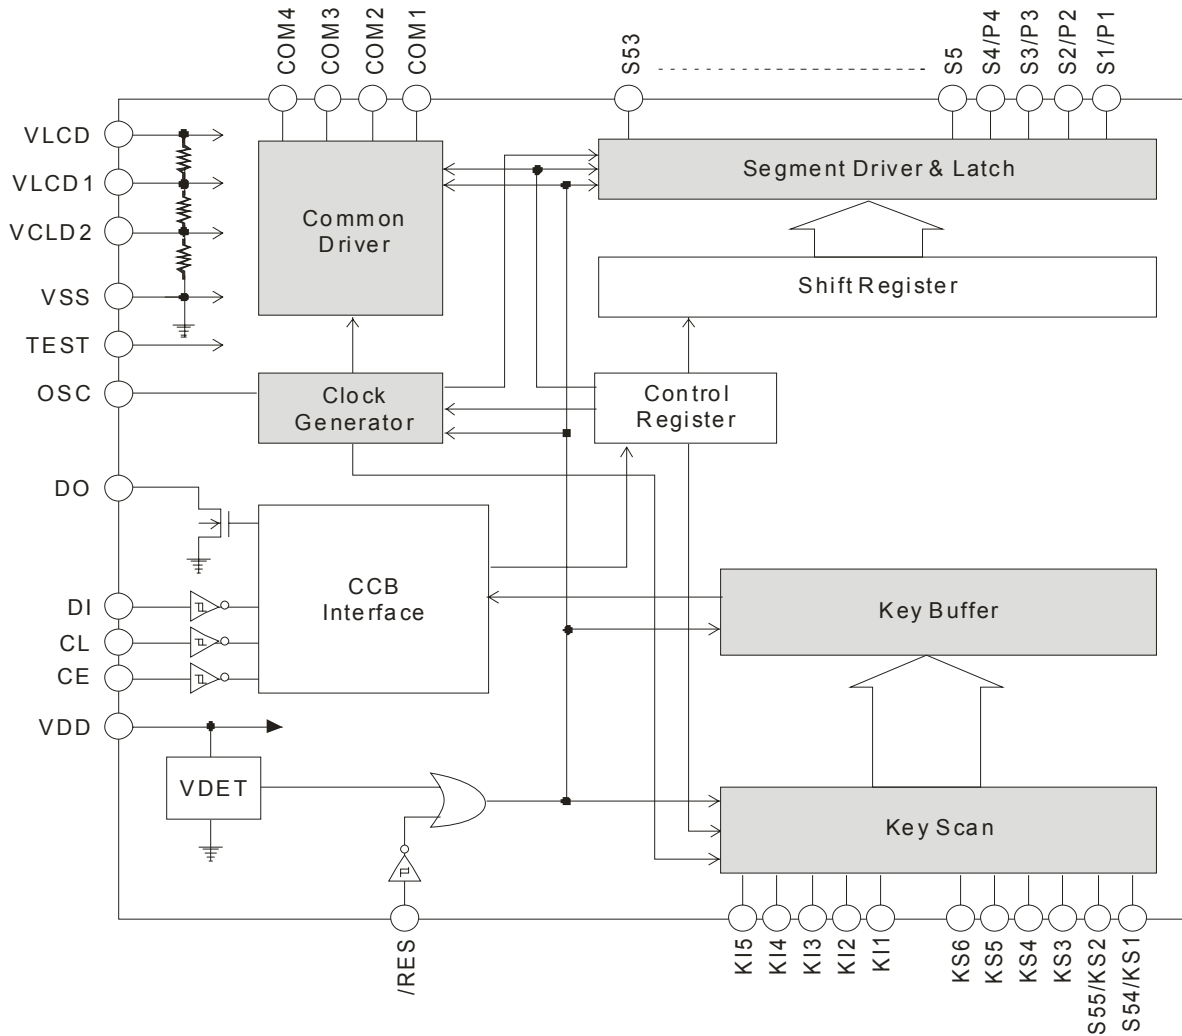 COM4
COM3
COM2
COM1
S53
S5
S4/P4
S3/P3
S2/P2
S1/P1
VLCD
VLCD1
VCLD2
VSS
TEST
OSC
DO
DI
CL
CE
VDD
Common
Driver
Segment Driver & Latch
Shift Register
Clock
Generator
Control
Register
CCB
Interface
Key Buffer
VDET
Key Scan
/RES
KI5
KI4
KI3
KI2
KI1
KS6
KS5
KS4
KS3
S55/KS2
S54/KS1